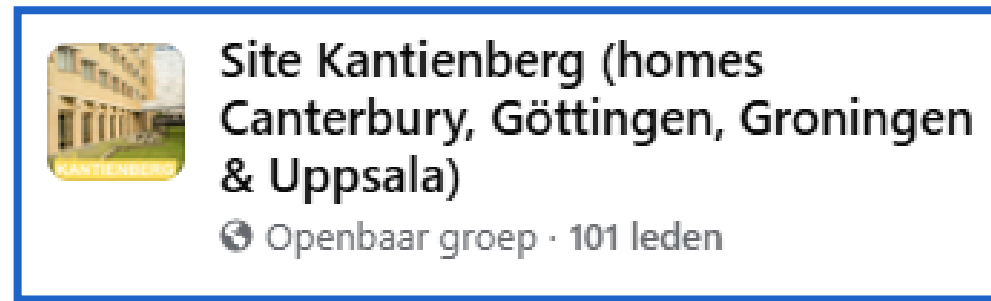 Site Kantienberg (homes
Canterbury, Göttingen, Groningen
& Uppsala)
Openbaar groep · 101 leden
KANTIENBERG